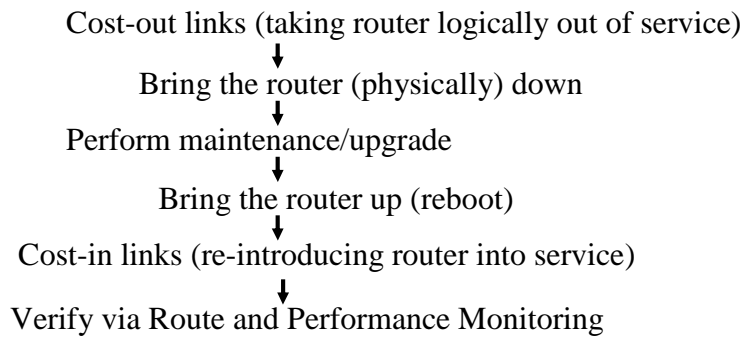 Cost-out links (taking router logically out of service)
Bring the router (physically) down
Perform maintenance/upgrade
Bring the router up (reboot)
Cost-in links (re-introducing router into service)
Verify via Route and Performance Monitoring